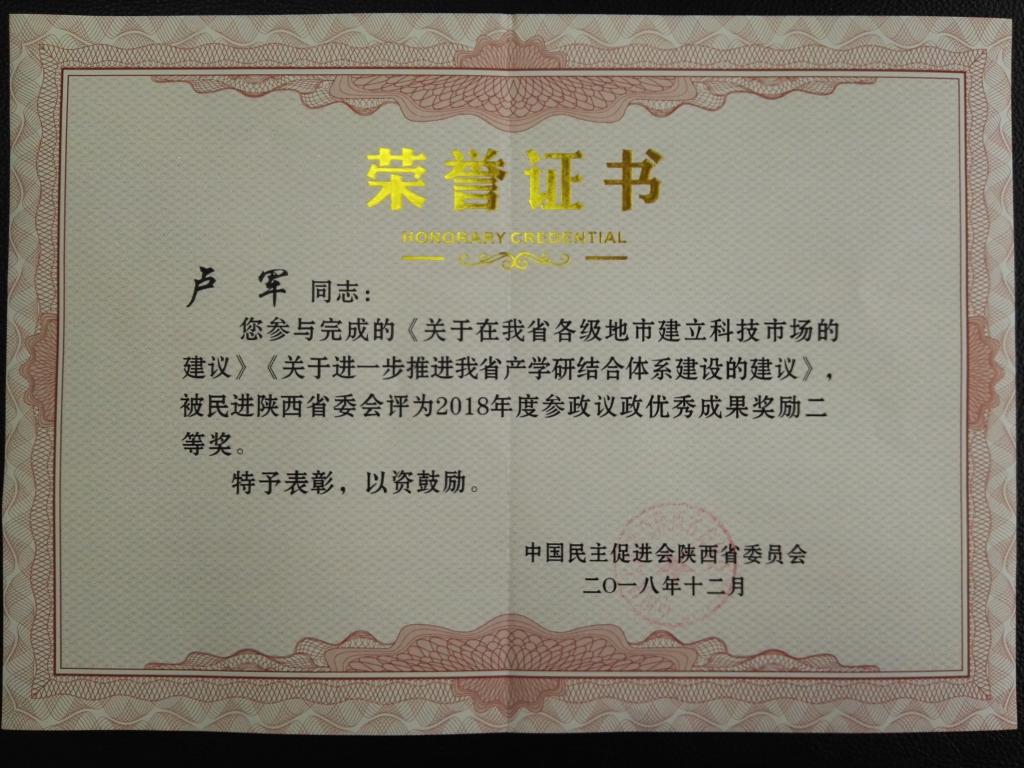 荣誉证书
HONORARY CREDENTIAL
卢 军 同志：
您参与完成的《关于在我省各级地市建立科技市场的
建议》《关于进一步推进我省产学研结合体系建设的建议》，
被民进陕西省委会评为2018年度参政议政优秀成果奖励二
等奖。
特予表彰，以资鼓励。
中国民主促进会陕西省委员会
二O一八年十二月